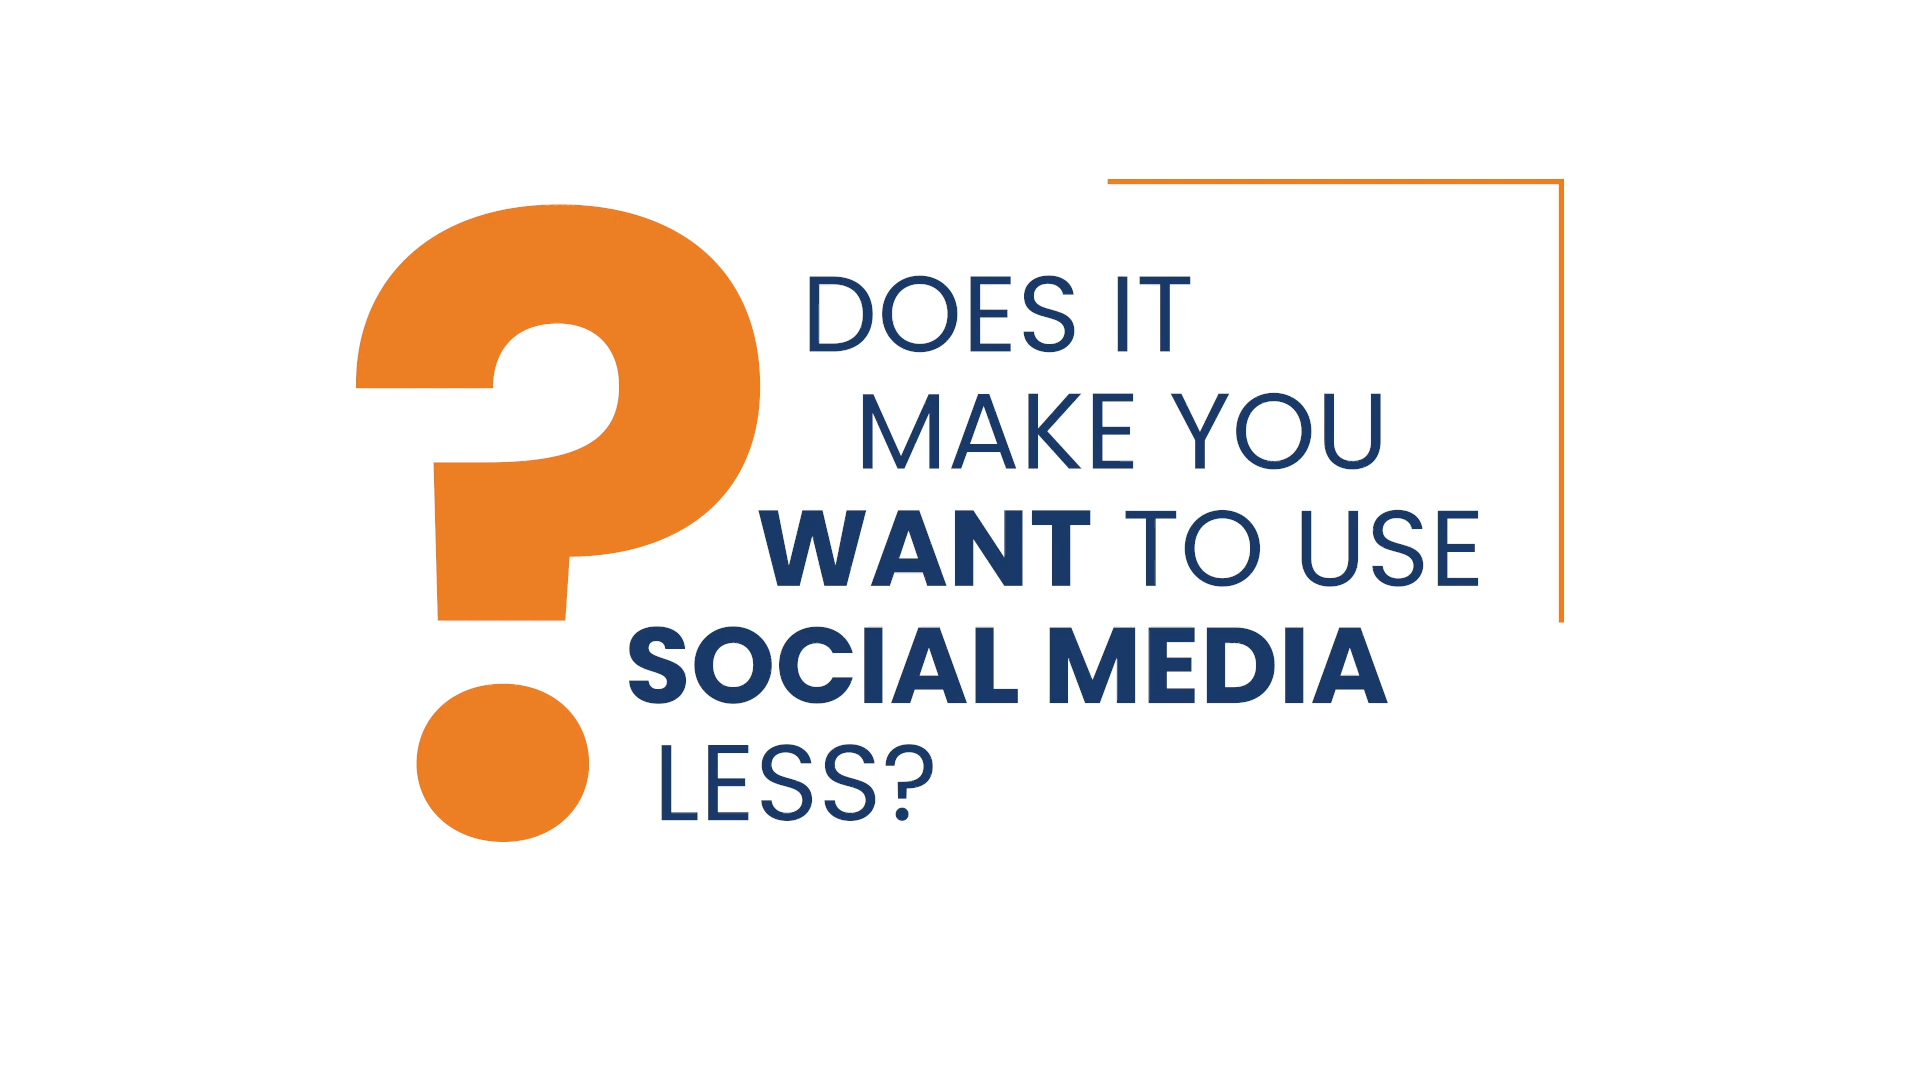 DOES IT
MAKE YOU
WANT TO USE
SOCIAL MEDIA
LESS?